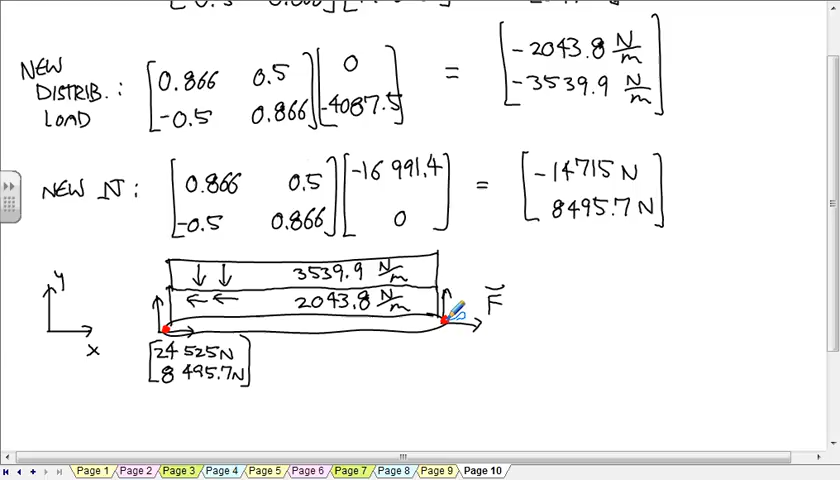 NEW
DISTRIB. :
LOAD
[0.866 0.5
-0.5 0.866] [0
-4087.5] = [-2043.8 N/m
-3539.9 N/m]
NEW N : [0.866 0.5
-0.5 0.866] [-16 991.4
0] = [-14715 N
8495.7 N]
y
x
3539.9 N/m
2043.8 N/m
F
[24 525N
8 495.7N]
Page 1 Page 2 Page 3 Page 4 Page 5 Page 6 Page 7 Page 8 Page 9 Page 10